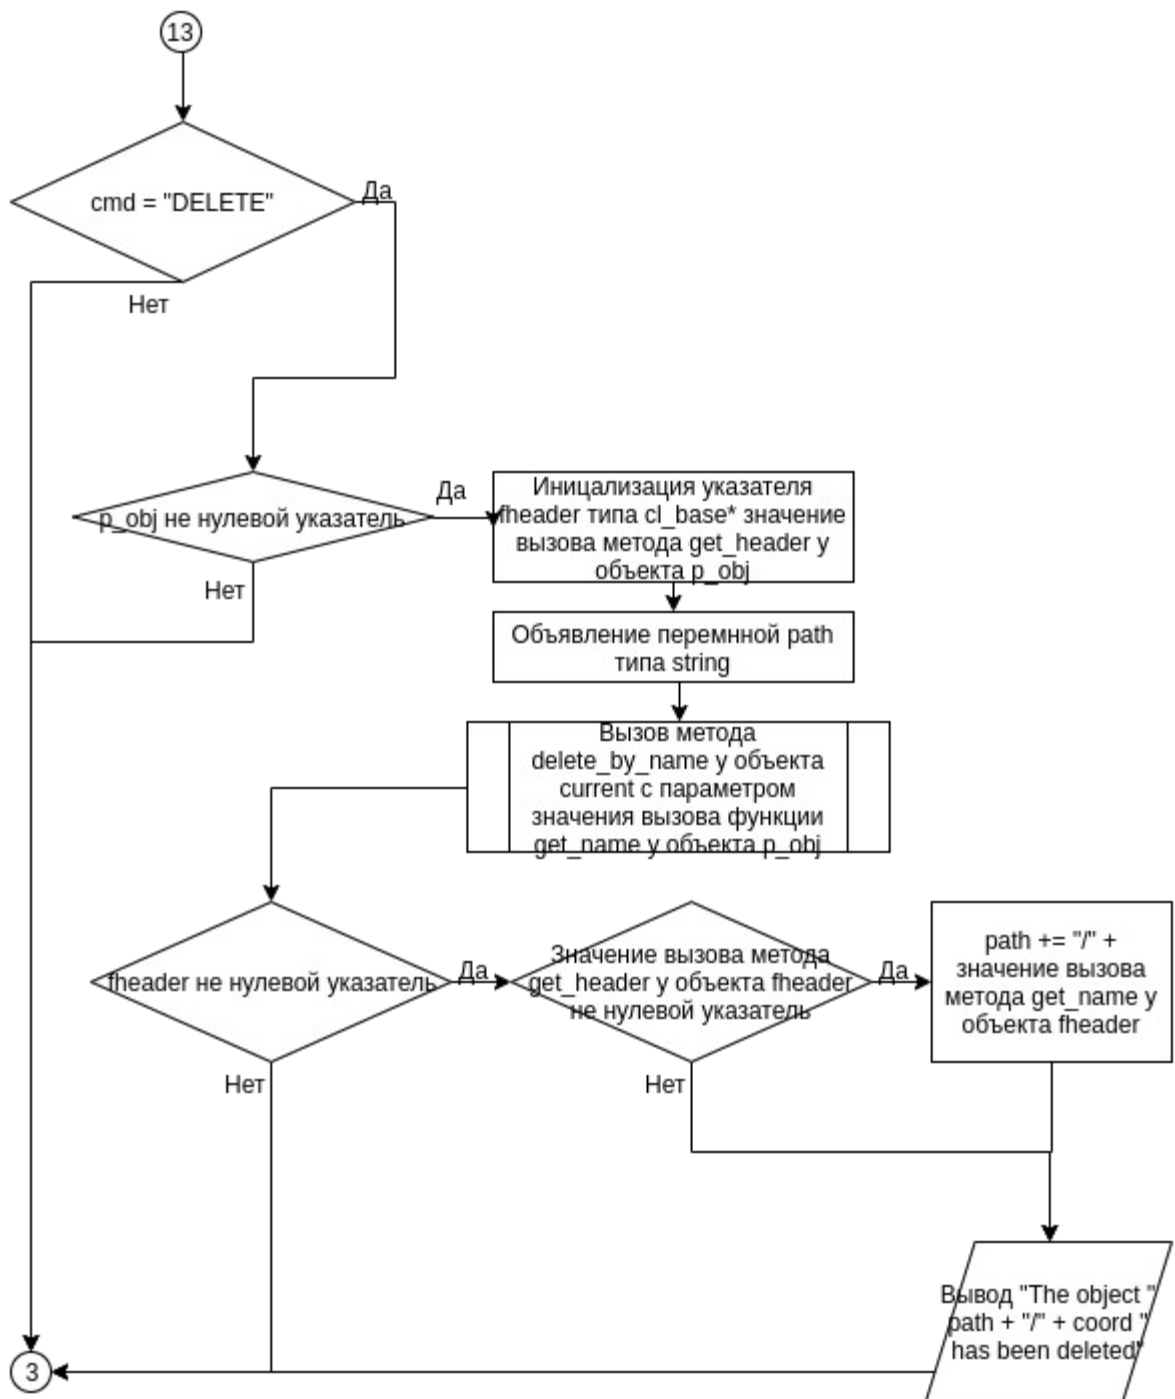 13
cmd = "DELETE"
Да
Нет
p_obj не нулевой указатель
Да
Нет
Иницализация указателя
fheader типа cl_base* значение
вызова метода get_header у
объекта p_obj
Объявление перемнной path
типа string
Вызов метода
delete_by_name у объекта
current с параметром
значения вызова функции
get_name у объекта p_obj
fheader не нулевой указатель
Да
Нет
Значение вызова метода
get_header у объекта fheader
не нулевой указатель
Да
Нет
path += "/" +
значение вызова
метода get_name у
объекта fheader
Вывод "The object "
path + "/" + coord "
has been deleted"
3